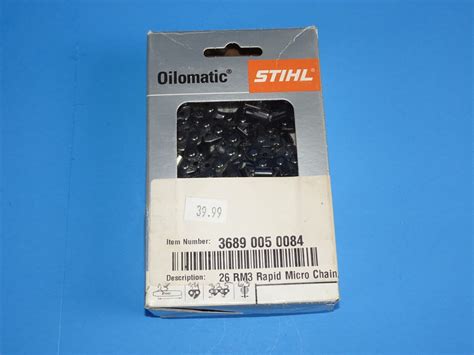 Oilomatic® STIHL
39.99
Item Number: 3689 005 0084
Description: 26 RM3 Rapid Micro Chain,